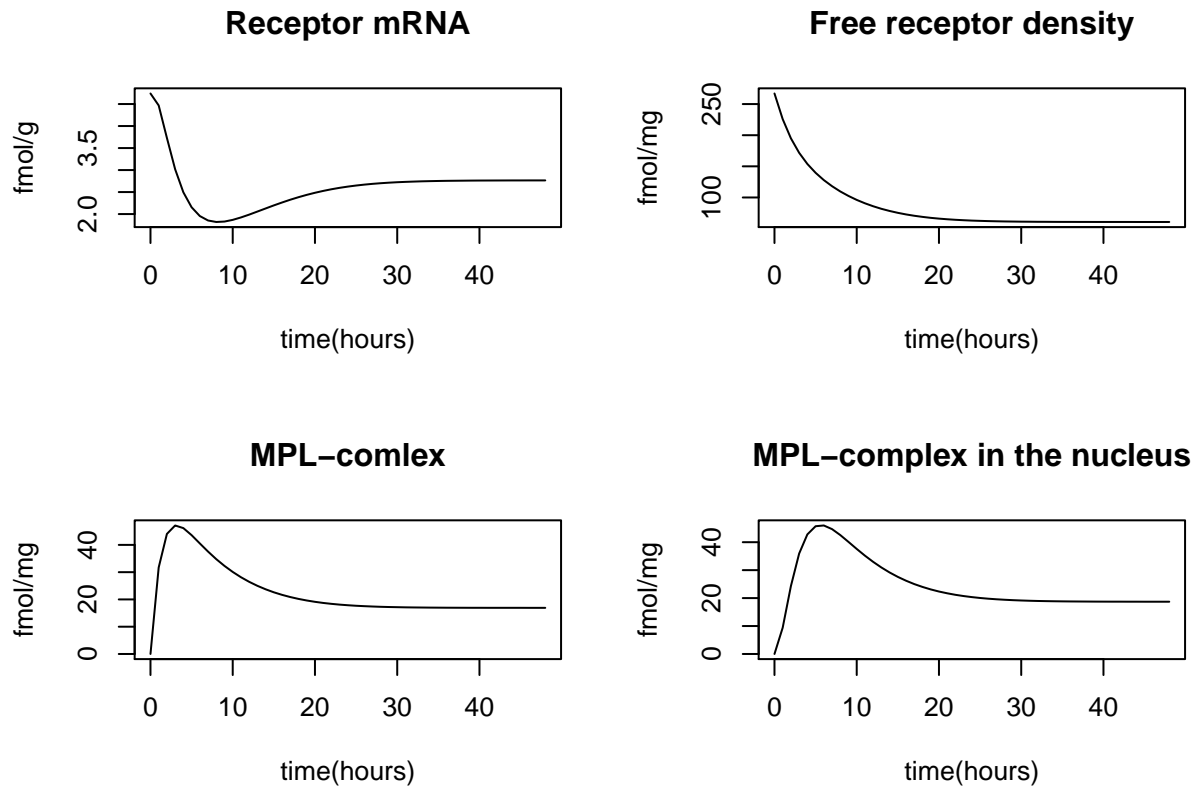 Receptor mRNA
fmol/g
2.0 3.5
0 10 20 30 40
time(hours)
Free receptor density
fmol/mg
100 250
0 10 20 30 40
time(hours)
MPL−comlex
fmol/mg
0 20 40
0 10 20 30 40
time(hours)
MPL−complex in the nucleus
fmol/mg
0 20 40
0 10 20 30 40
time(hours)